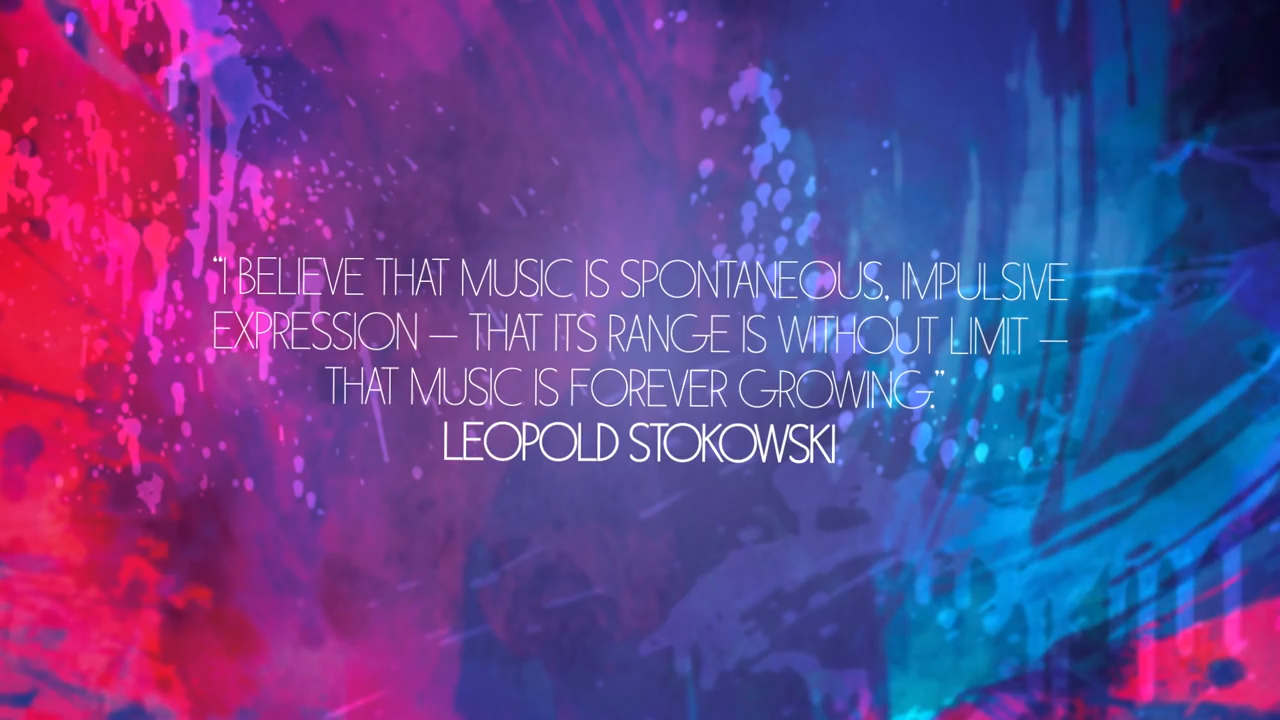 “I BELIEVE THAT MUSIC IS SPONTANEOUS, IMPULSIVE
EXPRESSION – THAT ITS RANGE IS WITHOUT LIMIT –
THAT MUSIC IS FOREVER GROWING.”
LEOPOLD STOKOWSKI